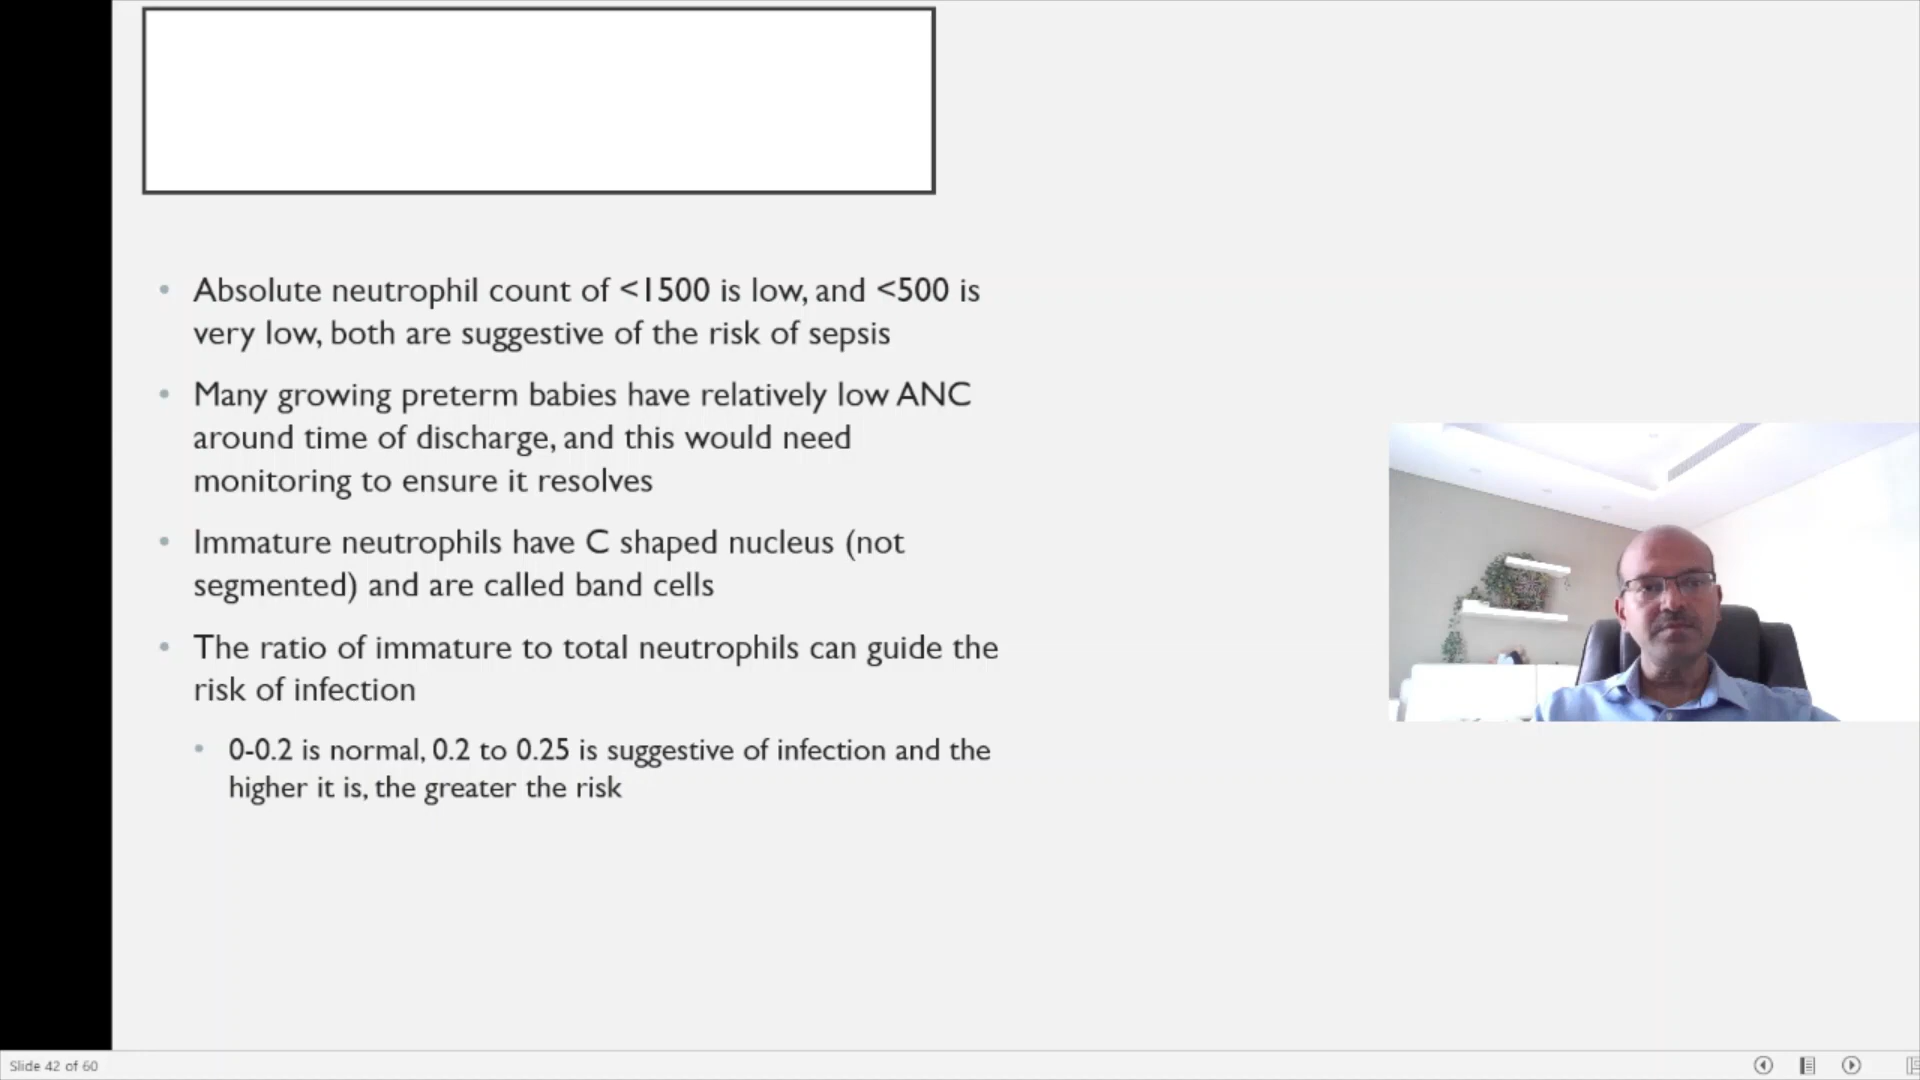 Absolute neutrophil count of <1500 is low, and <500 is
very low, both are suggestive of the risk of sepsis
Many growing preterm babies have relatively low ANC
around time of discharge, and this would need
monitoring to ensure it resolves
Immature neutrophils have C shaped nucleus (not
segmented) and are called band cells
The ratio of immature to total neutrophils can guide the
risk of infection
0-0.2 is normal, 0.2 to 0.25 is suggestive of infection and the
higher it is, the greater the risk
Slide 42 of 60